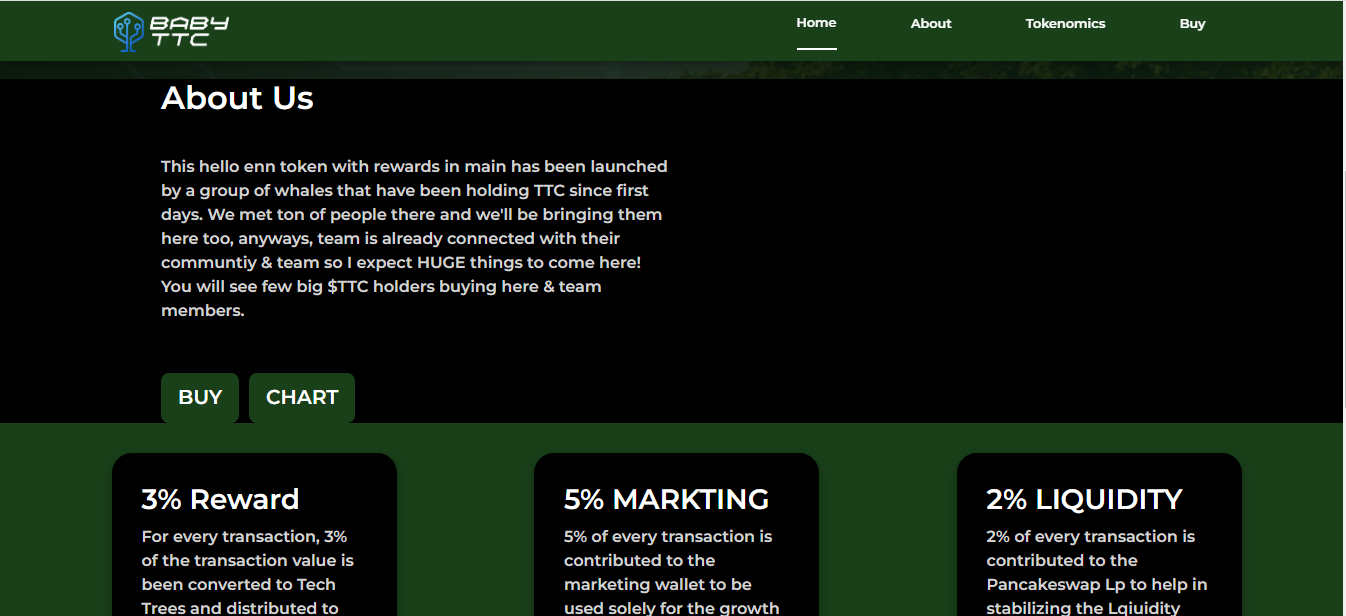 BABY
TTC
Home
About
Tokenomics
Buy
About Us
This hello enn token with rewards in main has been launched
by a group of whales that have been holding TTC since first
days. We met ton of people there and we'll be bringing them
here too, anyways, team is already connected with their
communtiy & team so I expect HUGE things to come here!
You will see few big $TTC holders buying here & team
members.
BUY
CHART
3% Reward
For every transaction, 3%
of the transaction value is
been converted to Tech
Trees and distributed to
5% MARKTING
5% of every transaction is
contributed to the
marketing wallet to be
used solely for the growth
2% LIQUIDITY
2% of every transaction is
contributed to the
Pancakeswap Lp to help in
stabilizing the Lqiuidity